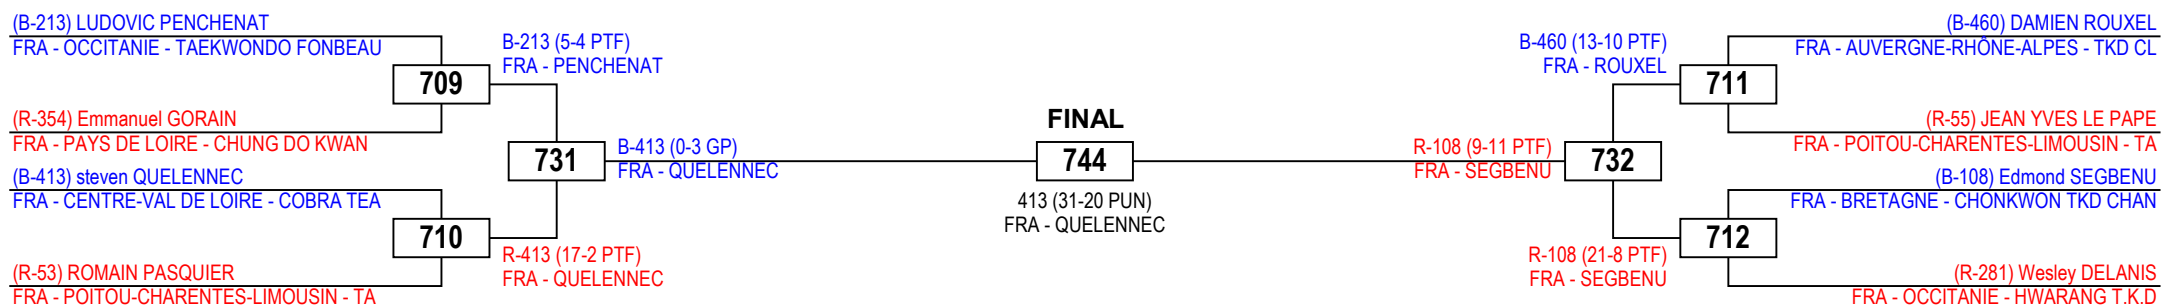 (B-213) LUDOVIC PENCHENAT
FRA - OCCITANIE - TAEKWONDO FONBEAU
709
(R-354) Emmanuel GORAIN
FRA - PAYS DE LOIRE - CHUNG DO KWAN
(B-413) steven QUELENNEC
FRA - CENTRE-VAL DE LOIRE - COBRA TEA
710
(R-53) ROMAIN PASQUIER
FRA - POITOU-CHARENTES-LIMOUSIN - TA
B-213 (5-4 PTF)
FRA - PENCHENAT
731
R-413 (17-2 PTF)
FRA - QUELENNEC
B-413 (0-3 GP)
FRA - QUELENNEC
FINAL
744
413 (31-20 PUN)
FRA - QUELENNEC
R-108 (9-11 PTF)
FRA - SEGBENU
B-460 (13-10 PTF)
FRA - ROUXEL
732
R-108 (21-8 PTF)
FRA - SEGBENU
(B-460) DAMIEN ROUXEL
FRA - AUVERGNE-RHÔNE-ALPES - TKD CL
711
(R-55) JEAN YVES LE PAPE
FRA - POITOU-CHARENTES-LIMOUSIN - TA
(B-108) Edmond SEGBENU
FRA - BRETAGNE - CHONKWON TKD CHAN
712
(R-281) Wesley DELANIS
FRA - OCCITANIE - HWARANG T.K.D